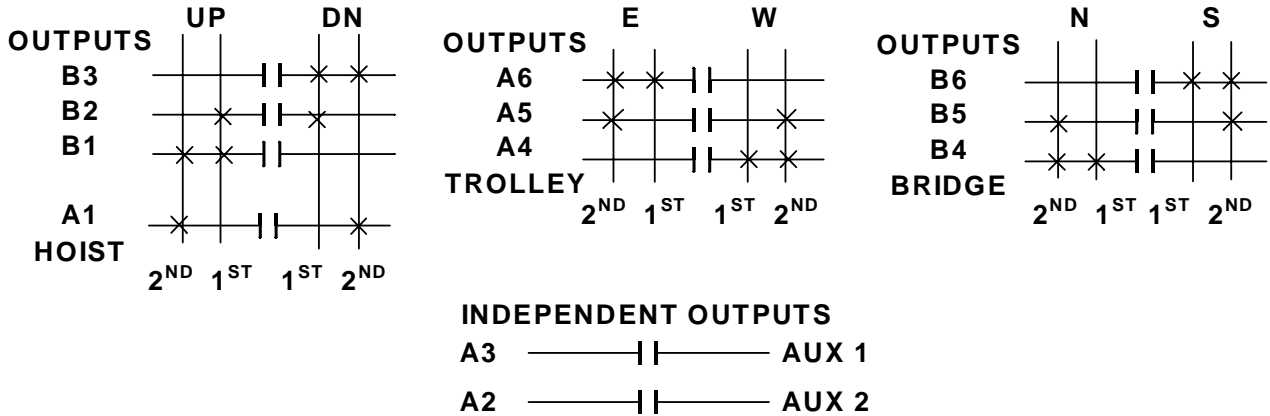 UP DN
OUTPUTS
B3
B2
B1
A1
HOIST
2ND 1ST 1ST 2ND
E W
OUTPUTS
A6
A5
A4
TROLLEY
2ND 1ST 1ST 2ND
N S
OUTPUTS
B6
B5
B4
BRIDGE
2ND 1ST 1ST 2ND
INDEPENDENT OUTPUTS
A3 AUX 1
A2 AUX 2